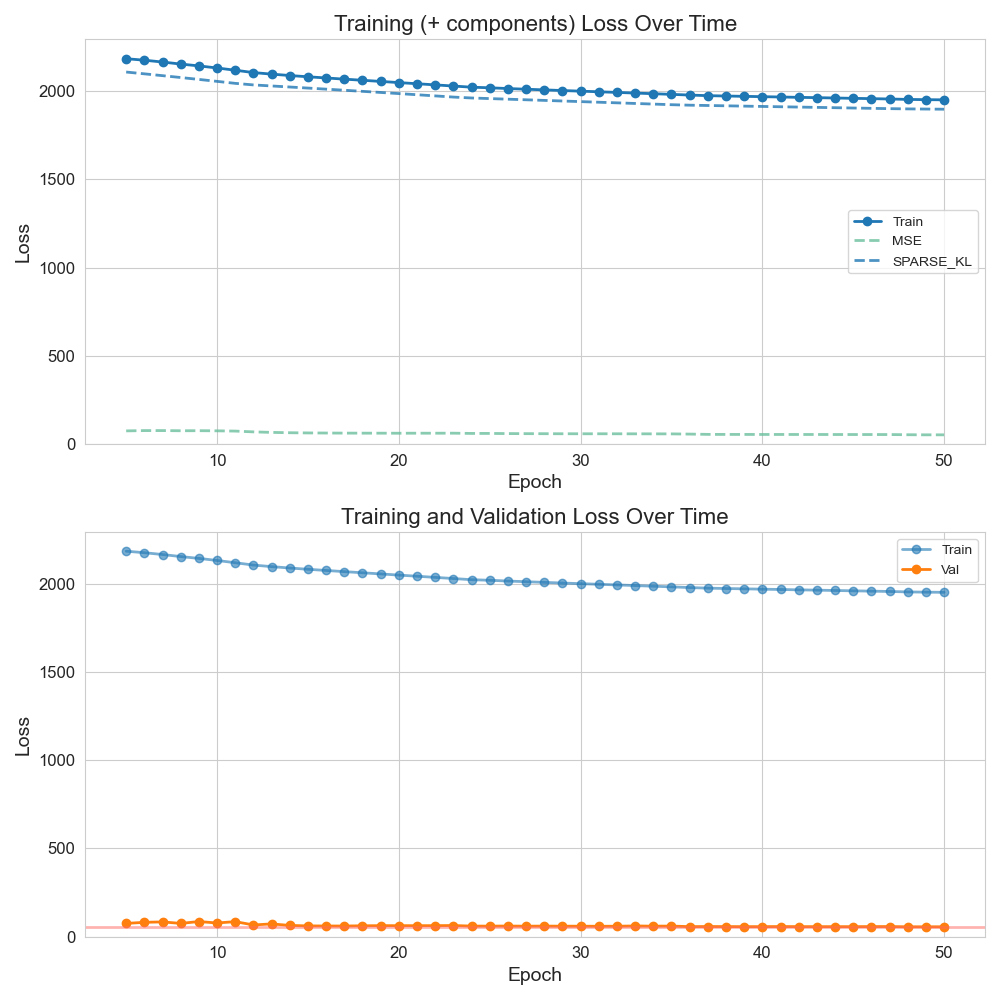 Training (+ components) Loss Over Time
2000
1500
1000
500
0
Loss
Train
MSE
SPARSE_KL
10 20 30 40 50
Epoch
Training and Validation Loss Over Time
2000
1500
1000
500
0
Loss
Train
Val
10 20 30 40 50
Epoch